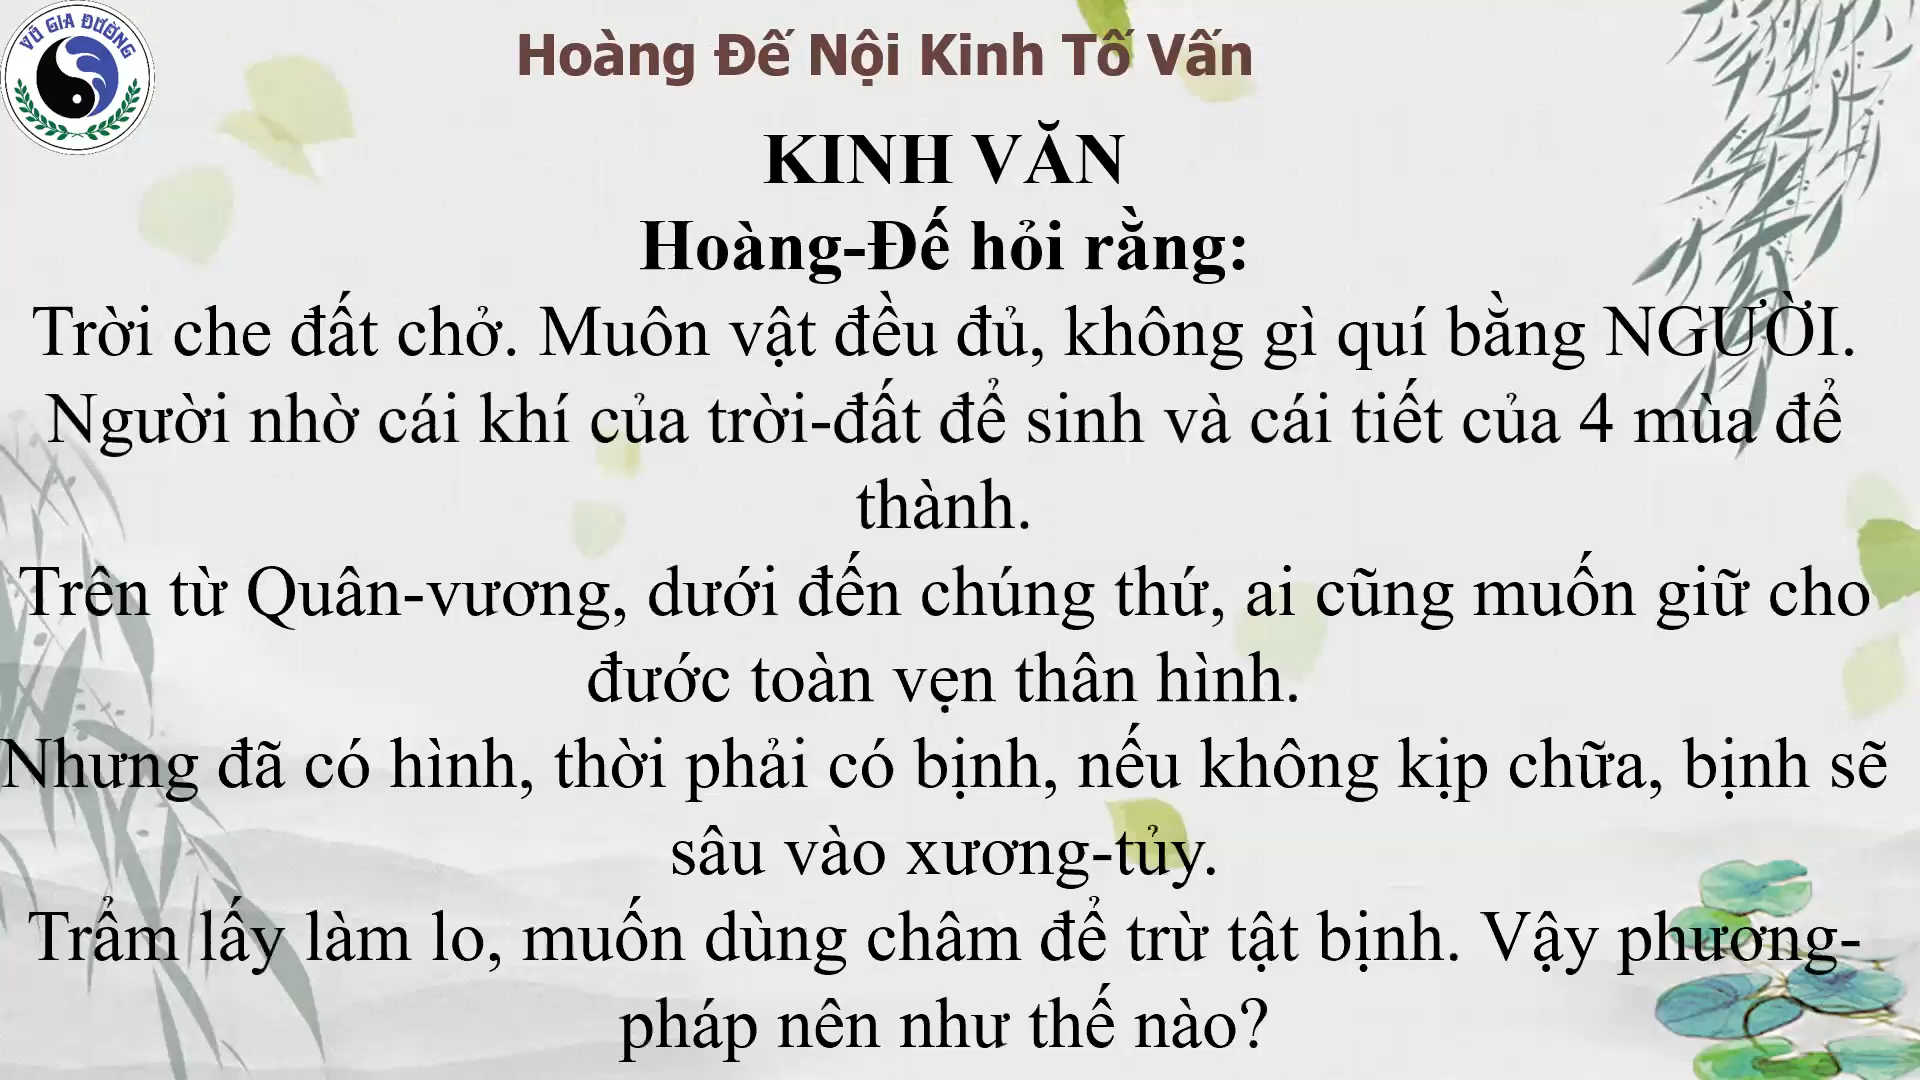 VÕ GIA ĐƯỜNG
Hoàng Đế Nội Kinh Tố Vấn
KINH VĂN
Hoàng-Đế hỏi rằng:
Trời che đất chở. Muôn vật đều đủ, không gì quí bằng NGƯỜI.
Người nhờ cái khí của trời-đất để sinh và cái tiết của 4 mùa để
thành.
Trên từ Quân-vương, dưới đến chúng thứ, ai cũng muốn giữ cho
đước toàn vẹn thân hình.
Nhưng đã có hình, thời phải có bịnh, nếu không kịp chữa, bịnh sẽ
sâu vào xương-tủy.
Trẩm lấy làm lo, muốn dùng châm để trừ tật bịnh. Vậy phương-
pháp nên như thế nào?